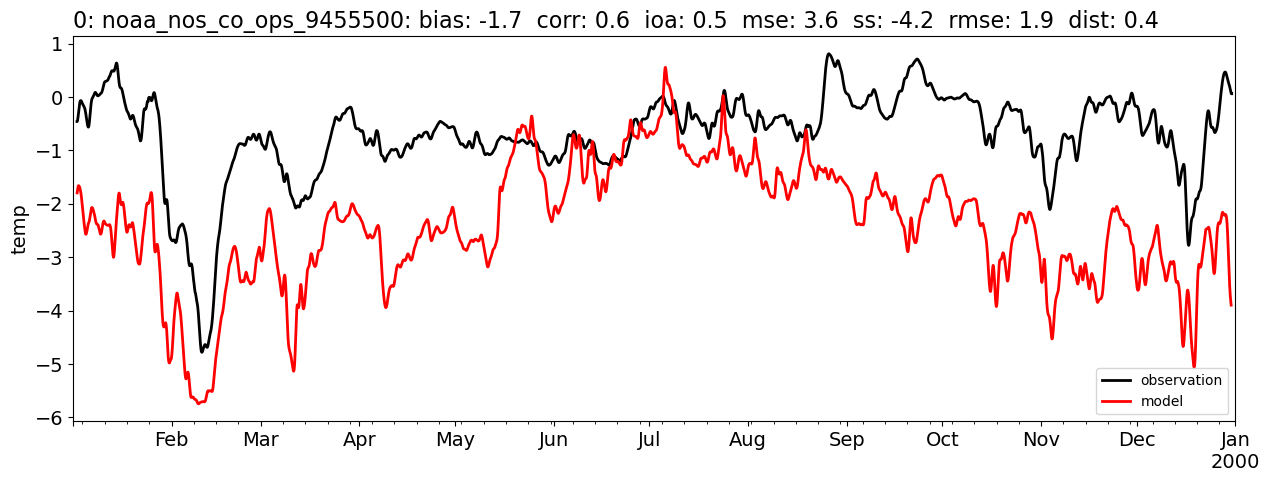 0: noaa_nos_co_ops_9455500: bias: -1.7  corr: 0.6  ioa: 0.5  mse: 3.6  ss: -4.2  rmse: 1.9  dist: 0.4
temp
1
0
−1
−2
−3
−4
−5
−6
observation
model
Feb Mar Apr May Jun Jul Aug Sep Oct Nov Dec Jan
2000